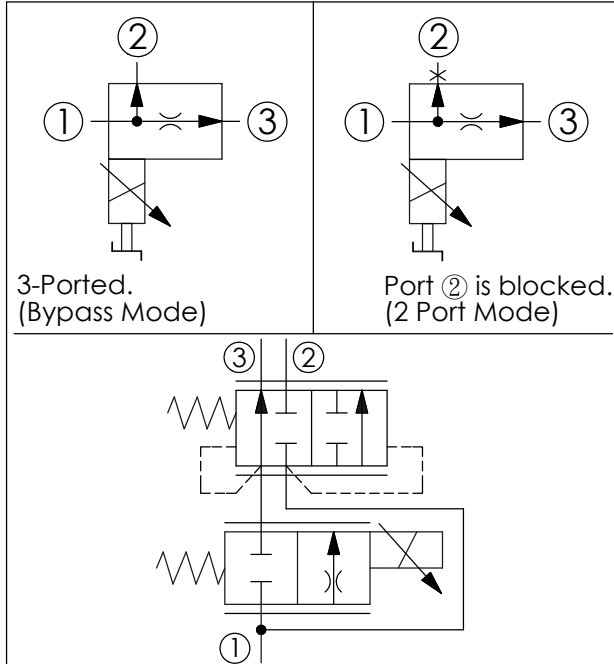 ②
①
③
3-Ported.
(Bypass Mode)
②
①
③
Port ② is blocked.
(2 Port Mode)
③ ②
①